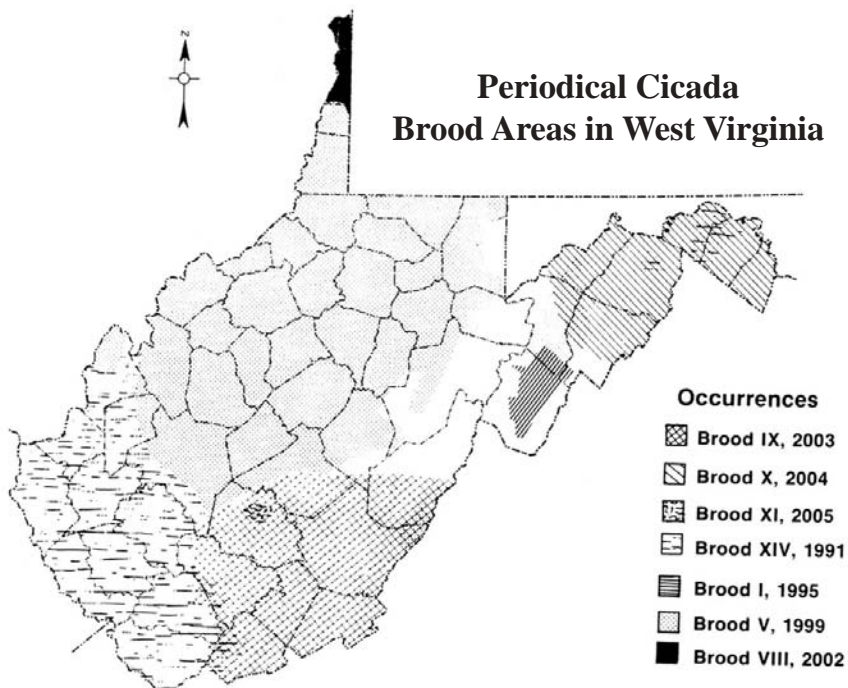 N
Periodical Cicada
Brood Areas in West Virginia
Occurrences
Brood IX, 2003
Brood X, 2004
Brood XI, 2005
Brood XIV, 1991
Brood I, 1995
Brood V, 1999
Brood VIII, 2002